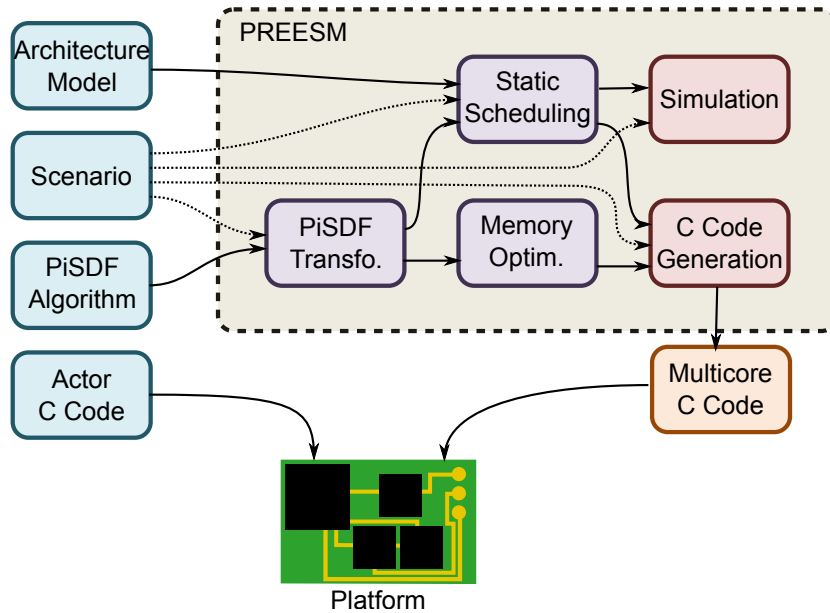 PREESM
Architecture
Model
Static
Scheduling
Simulation
Scenario
PiSDF
Transfo.
Memory
Optim.
C Code
Generation
PiSDF
Algorithm
Actor
C Code
Multicore
C Code
Platform